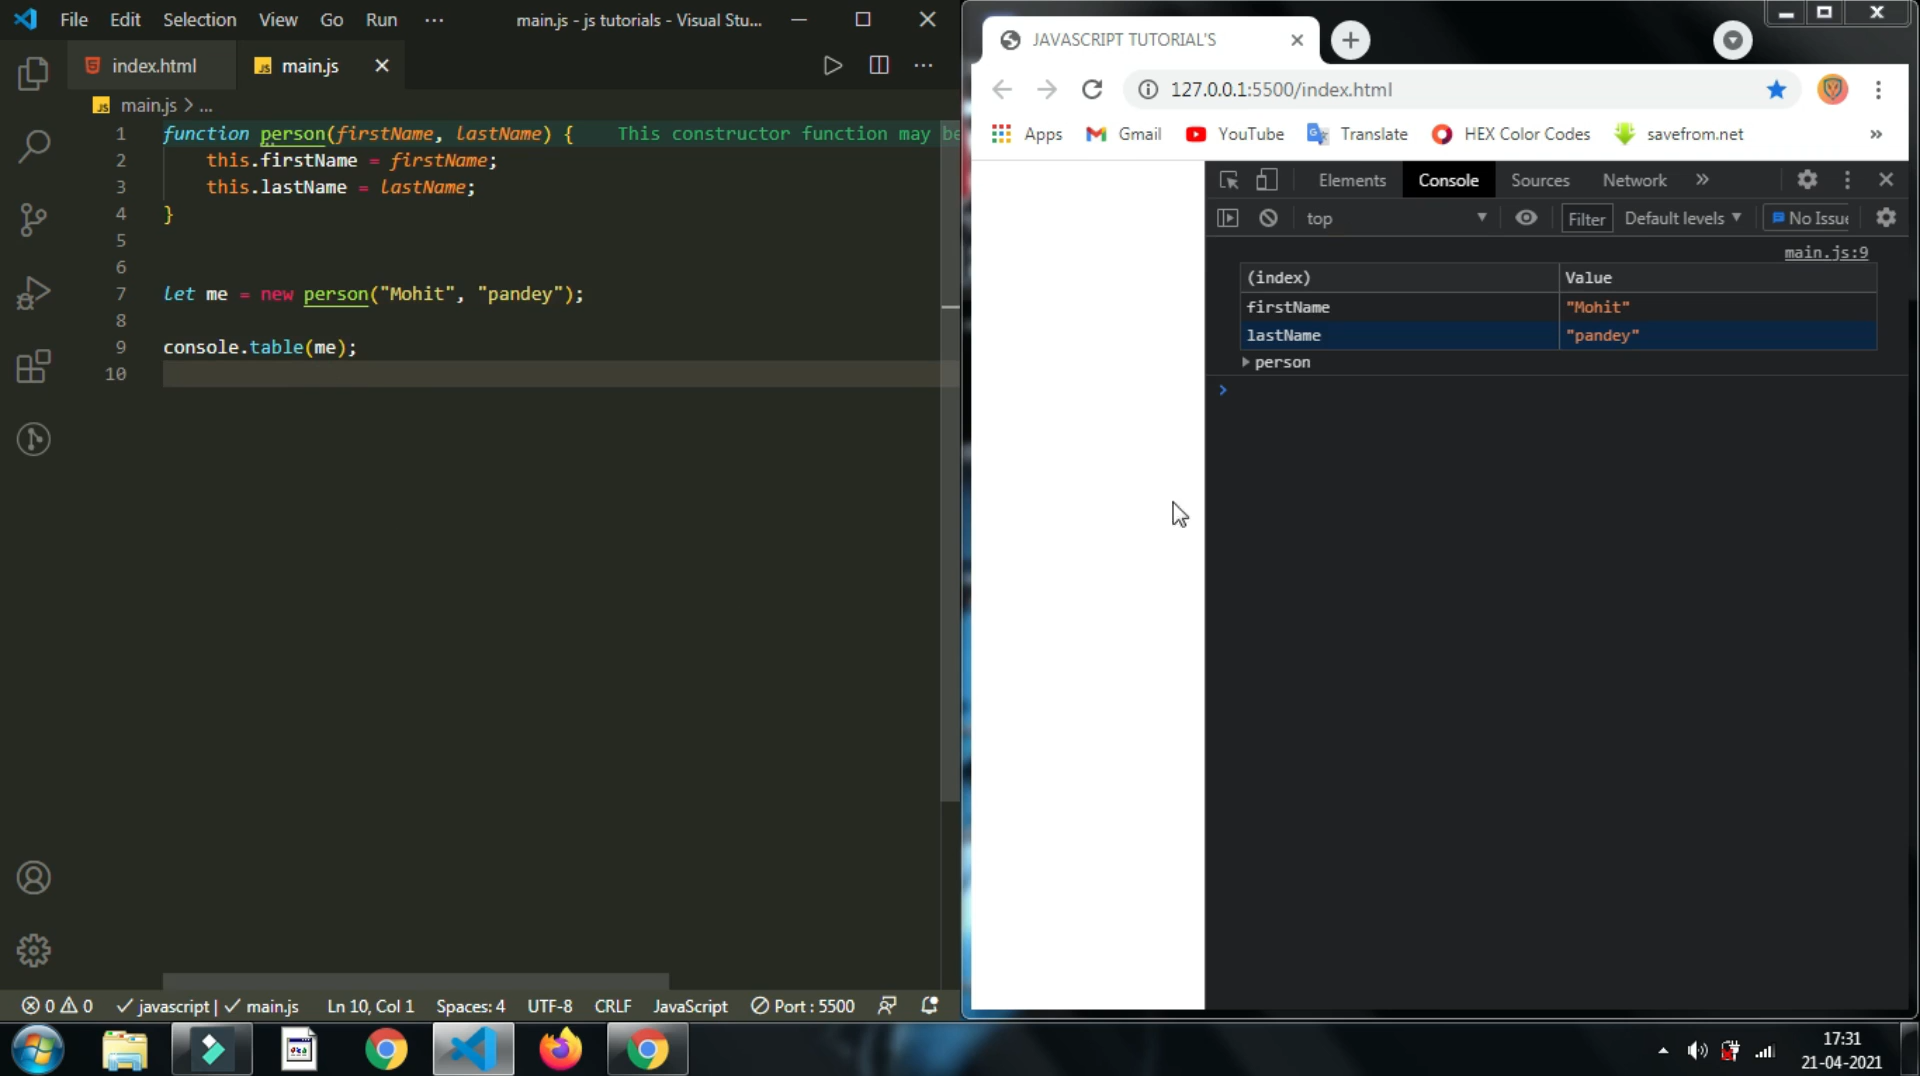 File Edit Selection View Go Run ··· main.js - js tutorials - Visual Stu...
index.html JS main.js
JS main.js > ...
1 function person(firstName, lastName) { This constructor function may be
2 this.firstName = firstName;
3 this.lastName = lastName;
4 }
5
6
7 let me = new person("Mohit", "pandey");
8
9 console.table(me);
10
0 0 javascript | main.js Ln 10, Col 1 Spaces: 4 UTF-8 CRLF JavaScript Port : 5500
JAVASCRIPT TUTORIAL'S
127.0.0.1:5500/index.html
Apps Gmail YouTube Translate HEX Color Codes savefrom.net »
Elements Console Sources Network »
top Filter Default levels No Issue
main.js:9
(index) Value
firstName "Mohit"
lastName "pandey"
person
17:31
21-04-2021